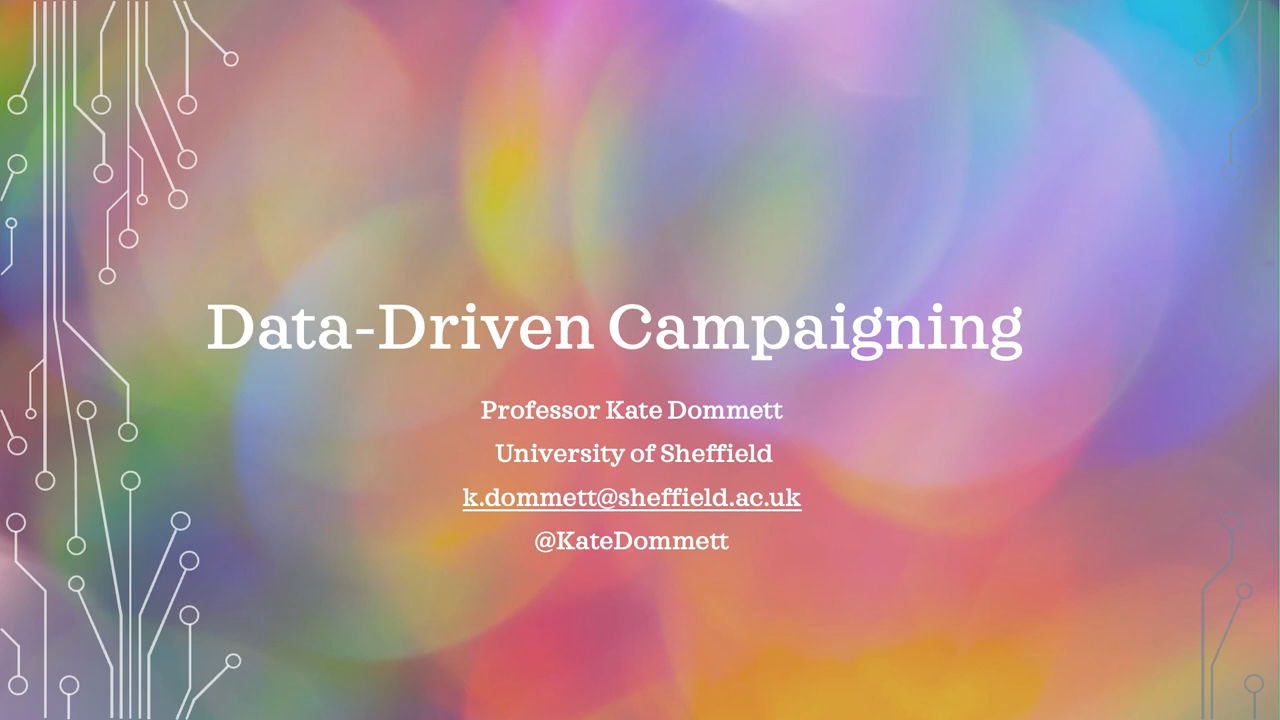 Data-Driven Campaigning
Professor Kate Dommett
University of Sheffield
k.dommett@sheffield.ac.uk
@KateDommett